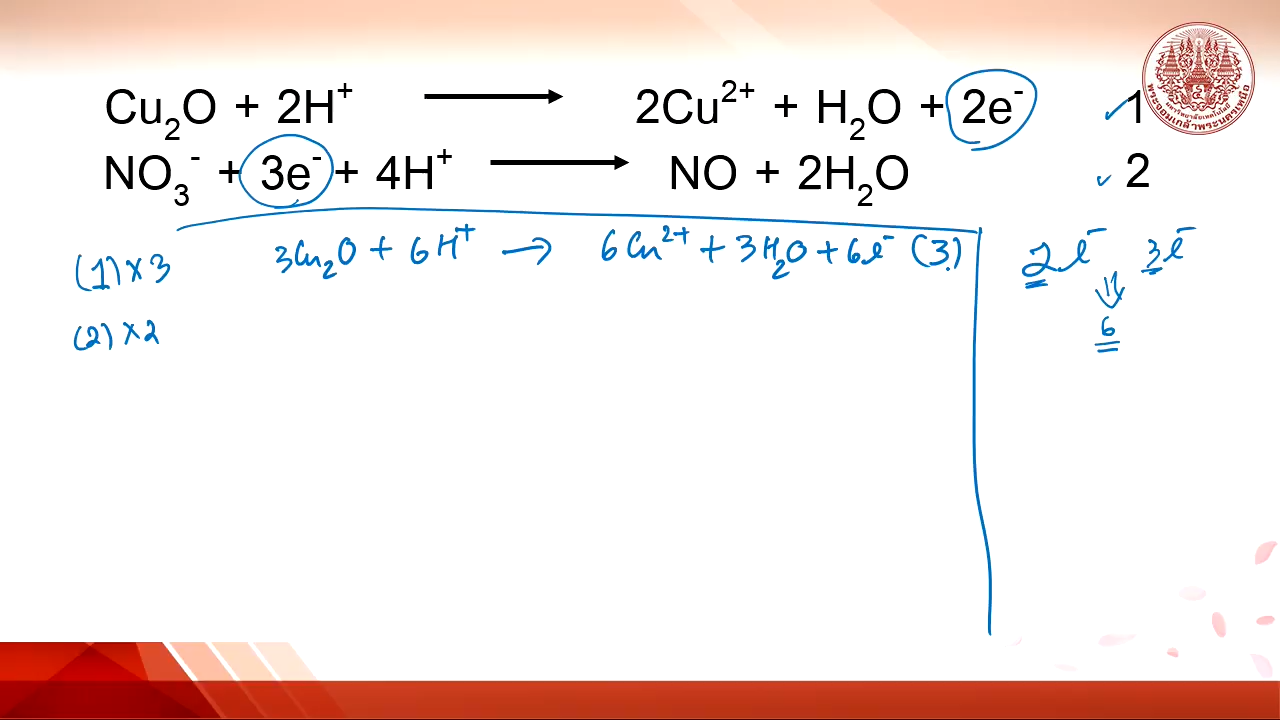 Cu₂O + 2H⁺ ⟶ 2Cu²⁺ + H₂O + 2e⁻ ✓1
NO₃⁻ + 3e⁻ + 4H⁺ ⟶ NO + 2H₂O ✓2
(1)×3 3Cu₂O + 6H⁺ → 6Cu²⁺ + 3H₂O + 6e⁻ (3.) 2e⁻ 3e⁻
⇓
(2)×2 6